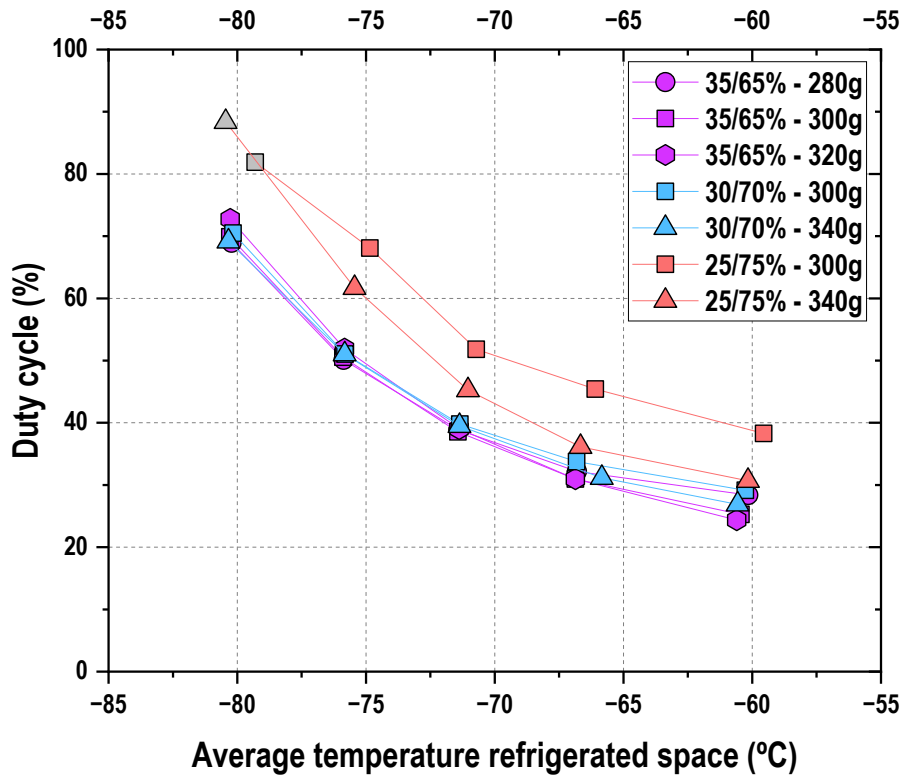 −85 −80 −75 −70 −65 −60 −55
100
80
60
40
20
0
Duty cycle (%)
35/65% - 280g
35/65% - 300g
35/65% - 320g
30/70% - 300g
30/70% - 340g
25/75% - 300g
25/75% - 340g
−85 −80 −75 −70 −65 −60 −55
Average temperature refrigerated space (ºC)